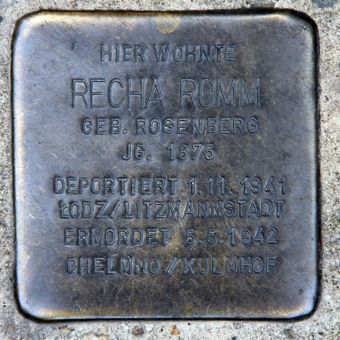 HIER WOHNTE
RECHA ROMM
GEB. ROSENBERG
JG. 1875
DEPORTIERT 1.11.1941
ŁODZ/LITZMANNSTADT
ERMORDET 5.5.1942
CHELMNO/KULMHOF